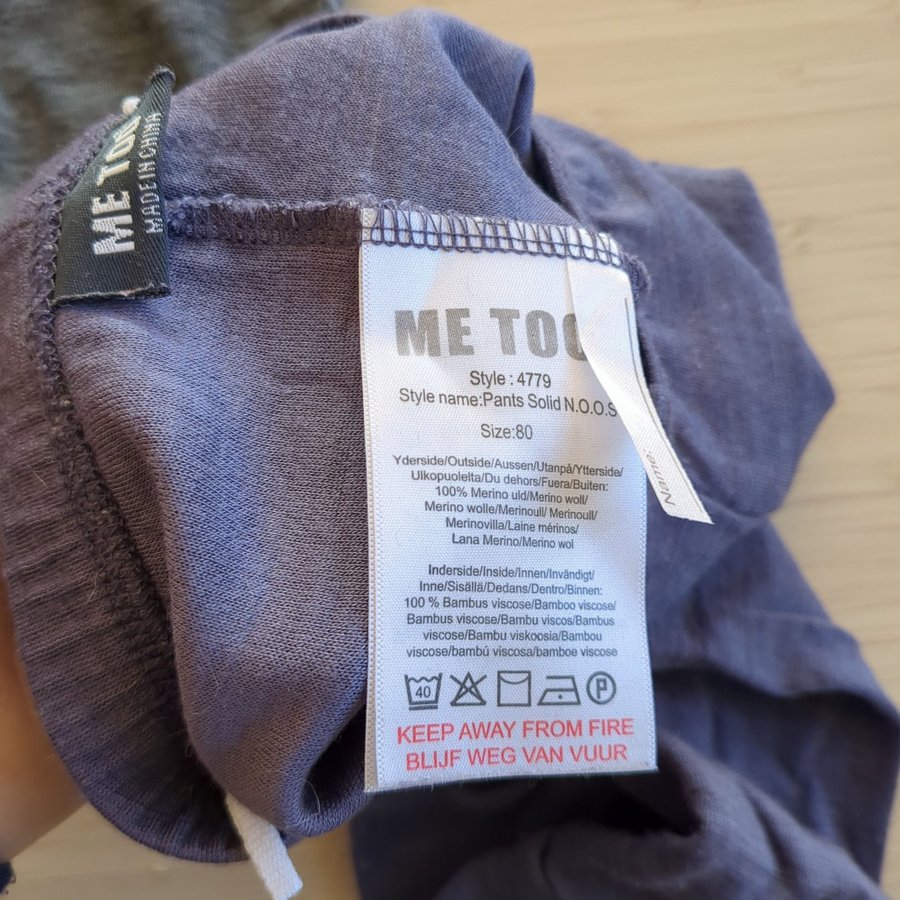 ME TOO
MADE IN CHINA
ME TOO
Style : 4779
Style name:Pants Solid N.O.O.S
Size:80
Yderside/Outside/Aussen/Utanpå/Ytterside/
Ulkopuolelta/Du dehors/Fuera/Buiten:
100% Merino uld/Merino woll/
Merino wolle/Merinoull/ Merinoull/
Merinovilla/Laine mérinos/
Lana Merino/Merino wol
Inderside/Inside/Innen/Invändigt/
Inne/Sisällä/Dedans/Dentro/Binnen:
100 % Bambus viscose/Bamboo viscose/
Bambus viscose/Bambu viscos/Bambus
viscose/Bambu viskoosia/Bambou
viscose/bambú viscosa/bamboe viscose
40 P
KEEP AWAY FROM FIRE
BLIJF WEG VAN VUUR
Name: